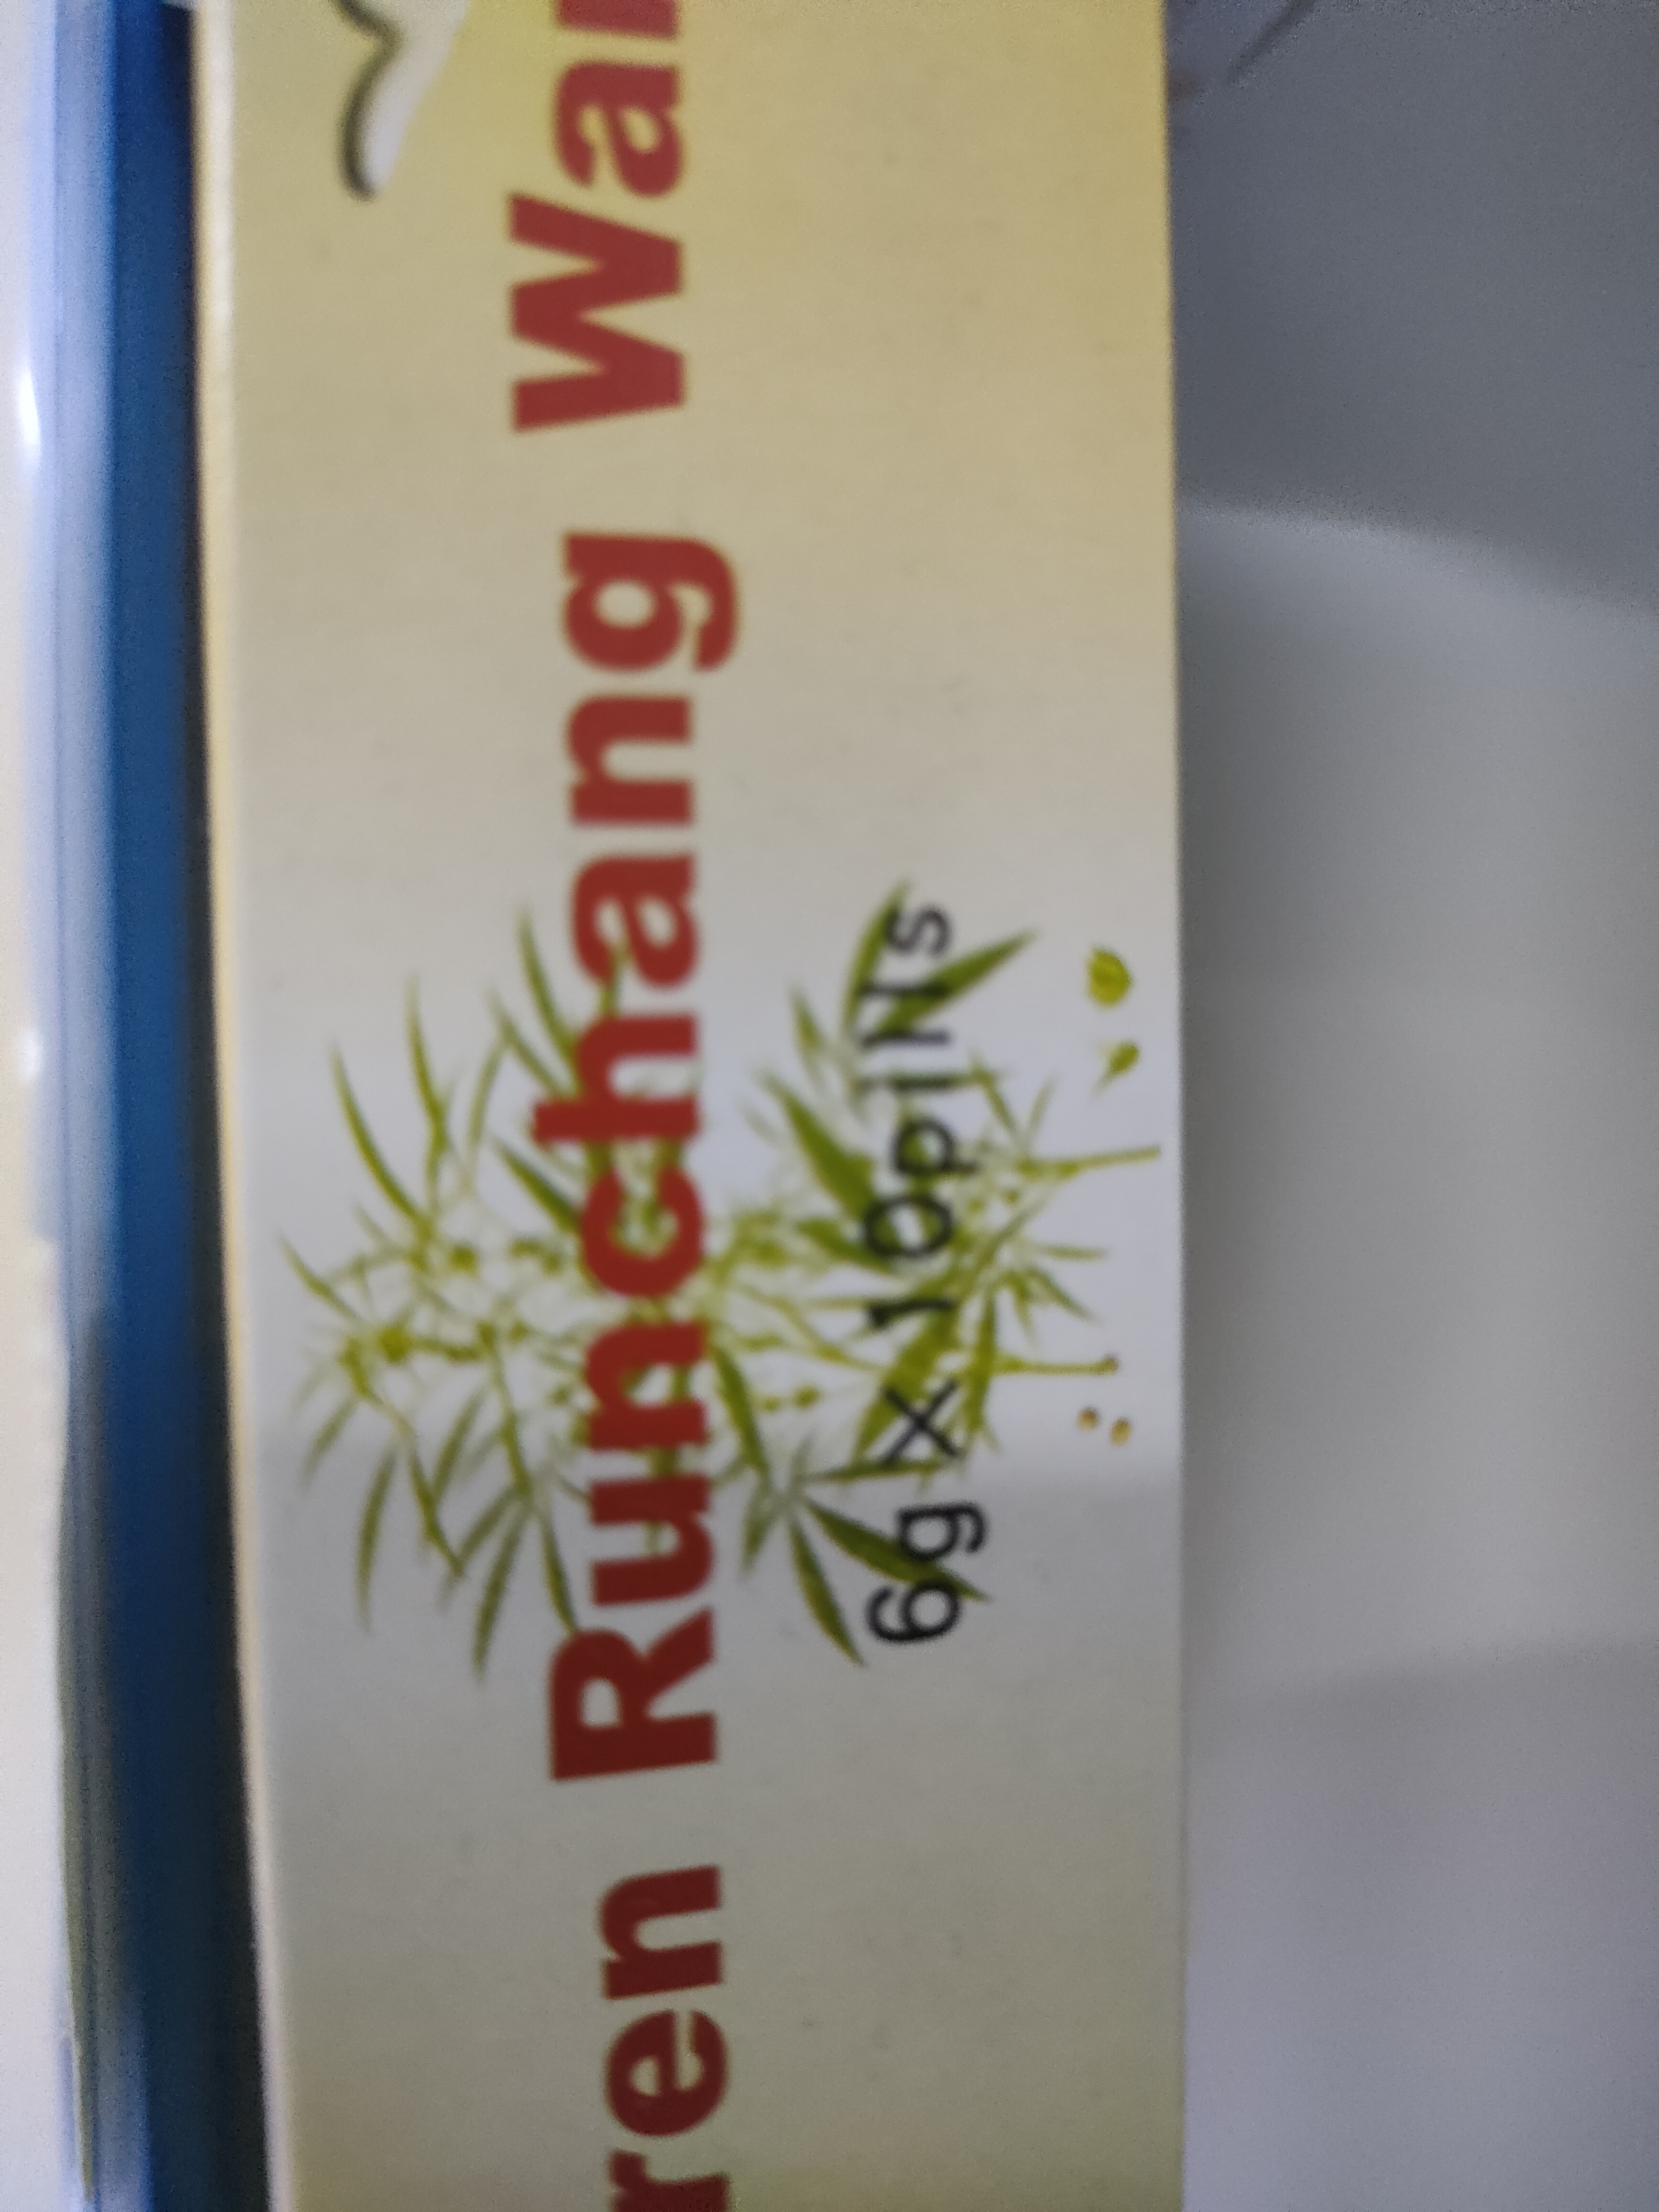 ren Runchang Wa
6g × 10pills